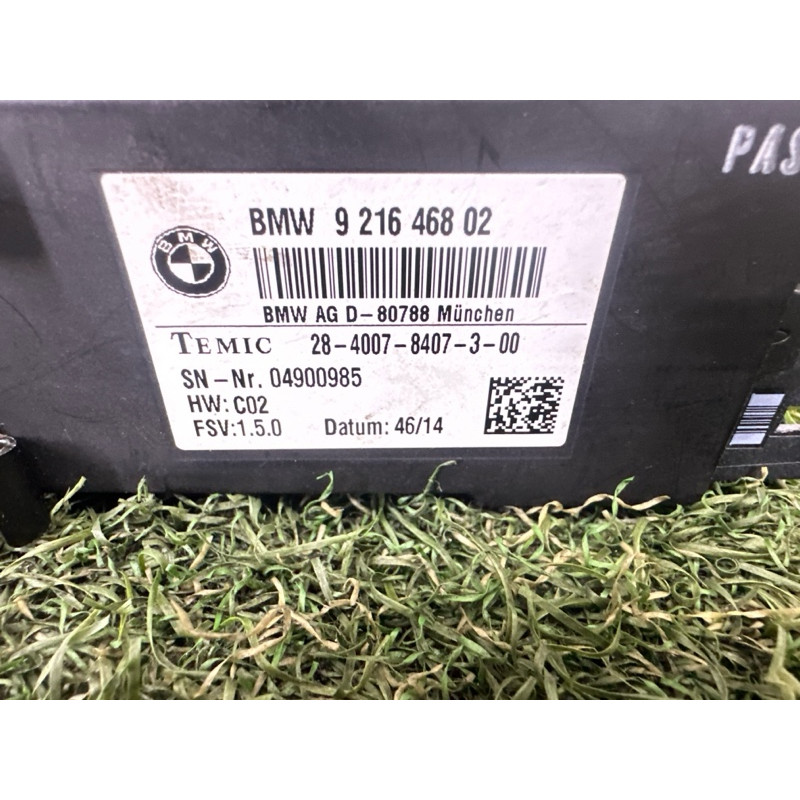 PAS
BMW 9 216 468 02
BMW
BMW AG D-80788 München
TEMIC 28-4007-8407-3-00
SN-Nr. 04900985
HW: C02
FSV:1.5.0 Datum: 46/14